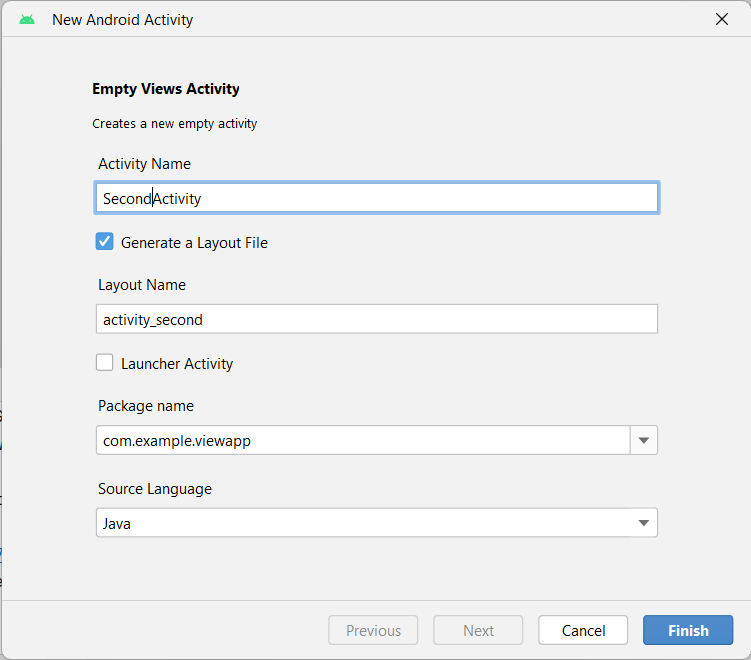 New Android Activity
Empty Views Activity
Creates a new empty activity
Activity Name
SecondActivity
Generate a Layout File
Layout Name
activity_second
Launcher Activity
Package name
com.example.viewapp
Source Language
Java
Previous Next Cancel Finish